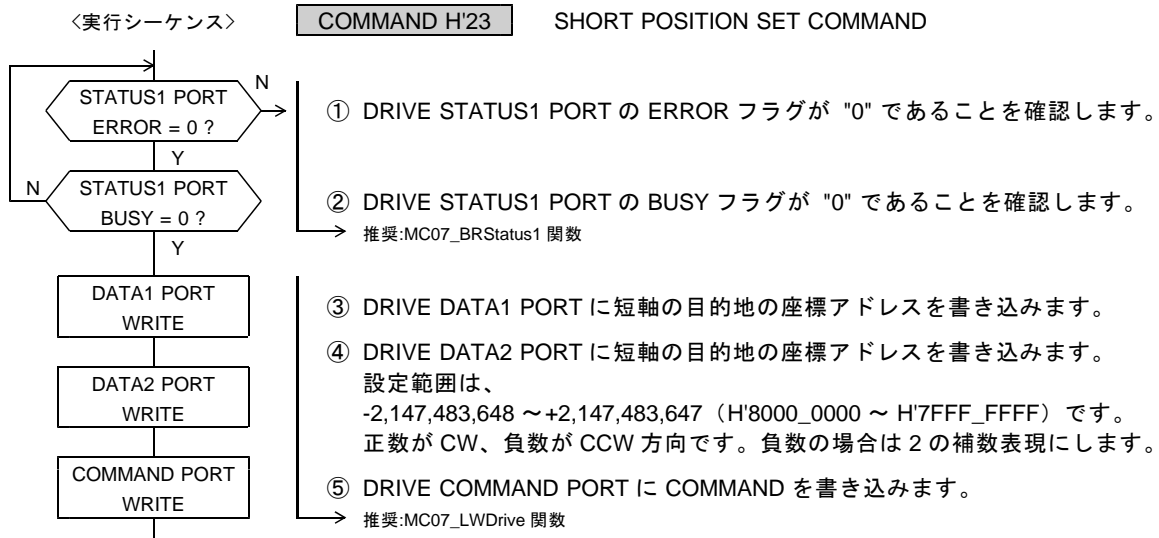 〈実行シーケンス〉
COMMAND H'23
SHORT POSITION SET COMMAND
N
STATUS1 PORT
ERROR = 0 ?
Y
N
STATUS1 PORT
BUSY = 0 ?
Y
DATA1 PORT
WRITE
DATA2 PORT
WRITE
COMMAND PORT
WRITE
① DRIVE STATUS1 PORT の ERROR フラグが "0" であることを確認します。
② DRIVE STATUS1 PORT の BUSY フラグが "0" であることを確認します。
推奨:MC07_BRStatus1 関数
③ DRIVE DATA1 PORT に短軸の目的地の座標アドレスを書き込みます。
④ DRIVE DATA2 PORT に短軸の目的地の座標アドレスを書き込みます。
設定範囲は、
-2,147,483,648 ～+2,147,483,647（H'8000_0000 ～ H'7FFF_FFFF）です。
正数が CW、負数が CCW 方向です。負数の場合は 2 の補数表現にします。
⑤ DRIVE COMMAND PORT に COMMAND を書き込みます。
推奨:MC07_LWDrive 関数